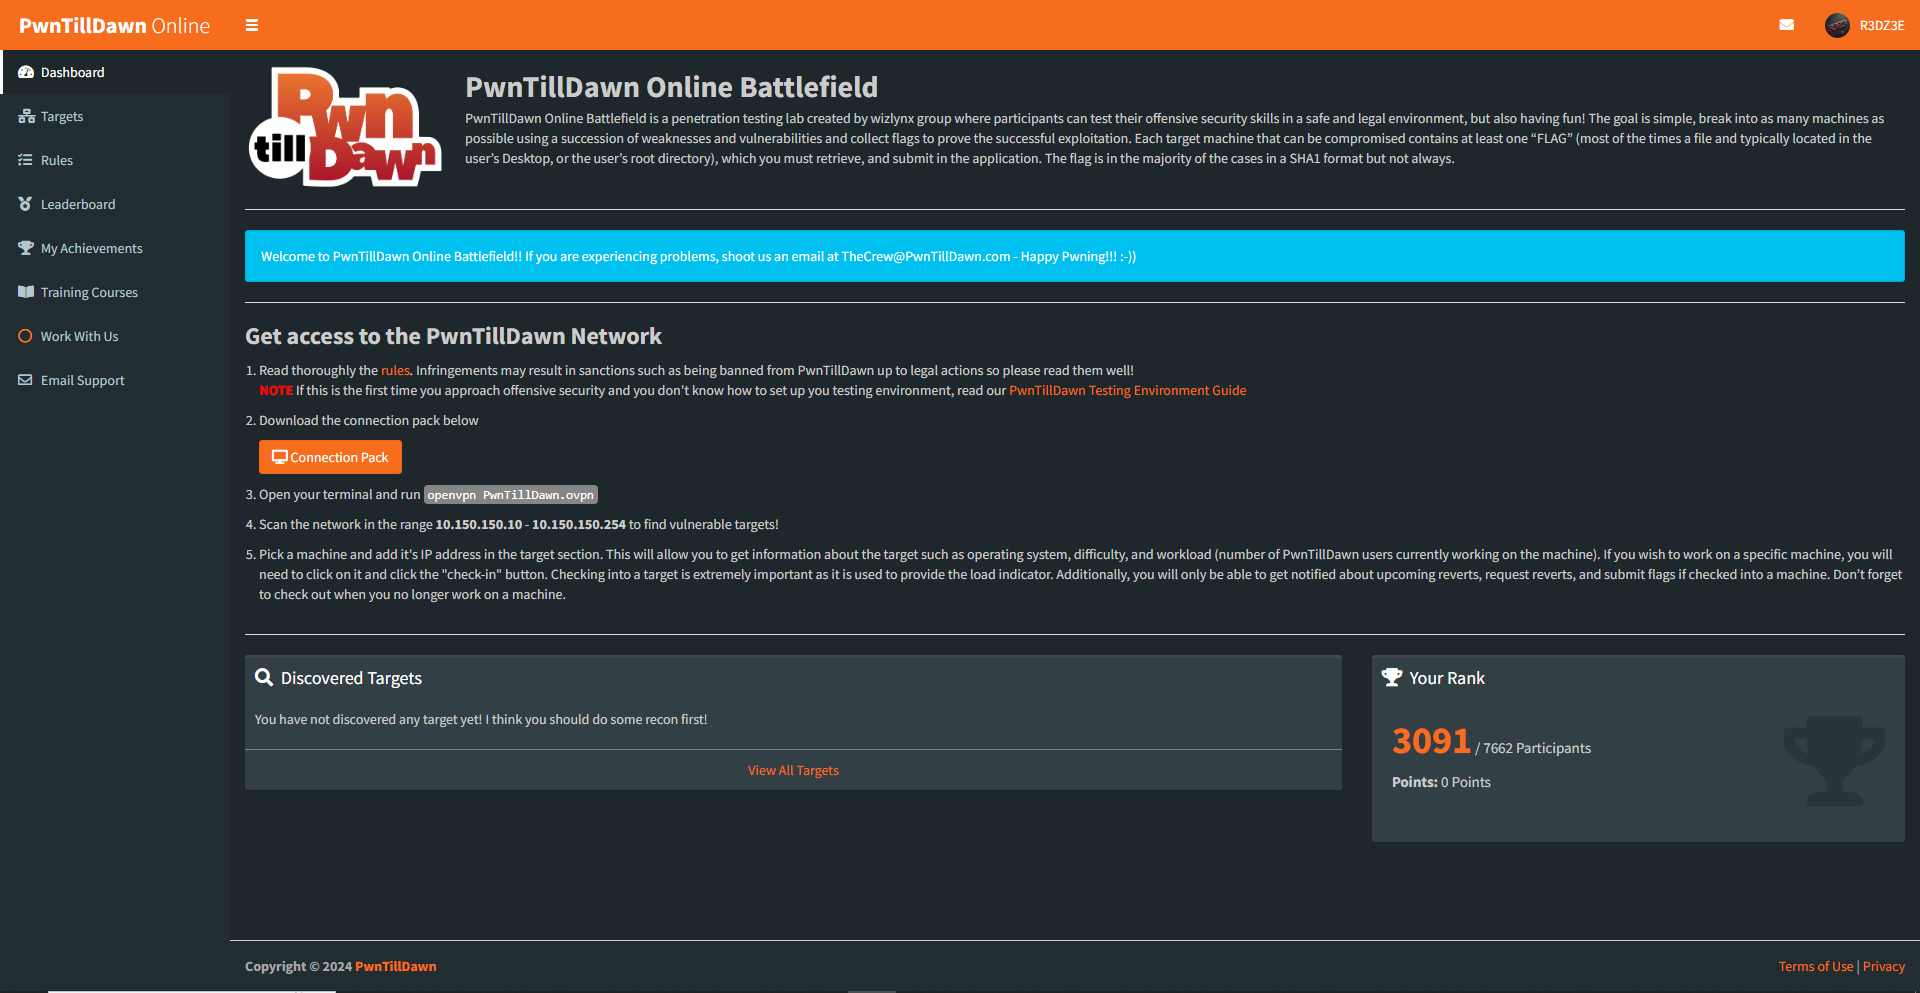 PwnTillDawn Online
R3DZ3E
Dashboard
Targets
Rules
Leaderboard
My Achievements
Training Courses
Work With Us
Email Support
Pwn
till
Dawn
PwnTillDawn Online Battlefield
PwnTillDawn Online Battlefield is a penetration testing lab created by wizlynx group where participants can test their offensive security skills in a safe and legal environment, but also having fun! The goal is simple, break into as many machines as
possible using a succession of weaknesses and vulnerabilities and collect flags to prove the successful exploitation. Each target machine that can be compromised contains at least one “FLAG” (most of the times a file and typically located in the
user’s Desktop, or the user’s root directory), which you must retrieve, and submit in the application. The flag is in the majority of the cases in a SHA1 format but not always.
Welcome to PwnTillDawn Online Battlefield!! If you are experiencing problems, shoot us an email at TheCrew@PwnTillDawn.com - Happy Pwning!!! :-))
Get access to the PwnTillDawn Network
1. Read thoroughly the rules. Infringements may result in sanctions such as being banned from PwnTillDawn up to legal actions so please read them well!
NOTE If this is the first time you approach offensive security and you don't know how to set up you testing environment, read our PwnTillDawn Testing Environment Guide
2. Download the connection pack below
Connection Pack
3. Open your terminal and run openvpn PwnTillDawn.ovpn
4. Scan the network in the range 10.150.150.10 - 10.150.150.254 to find vulnerable targets!
5. Pick a machine and add it's IP address in the target section. This will allow you to get information about the target such as operating system, difficulty, and workload (number of PwnTillDawn users currently working on the machine). If you wish to work on a specific machine, you will
need to click on it and click the "check-in" button. Checking into a target is extremely important as it is used to provide the load indicator. Additionally, you will only be able to get notified about upcoming reverts, request reverts, and submit flags if checked into a machine. Don’t forget
to check out when you no longer work on a machine.
Discovered Targets
You have not discovered any target yet! I think you should do some recon first!
View All Targets
Your Rank
3091 / 7662 Participants
Points: 0 Points
Copyright © 2024 PwnTillDawn
Terms of Use | Privacy